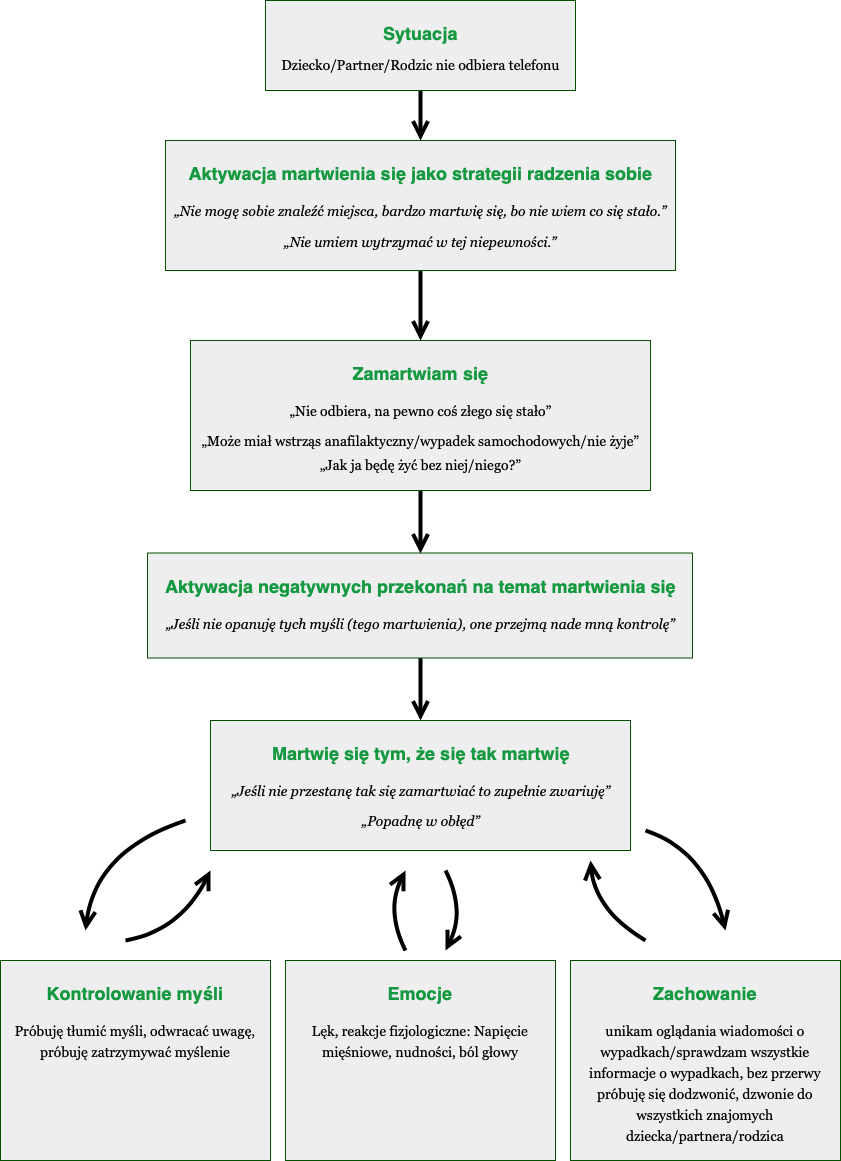 Sytuacja
Dziecko/Partner/Rodzic nie odbiera telefonu
Aktywacja martwienia się jako strategii radzenia sobie
„Nie mogę sobie znaleźć miejsca, bardzo martwię się, bo nie wiem co się stało.”
„Nie umiem wytrzymać w tej niepewności.”
Zamartwiam się
„Nie odbiera, na pewno coś złego się stało”
„Może miał wstrząs anafilaktyczny/wypadek samochodowych/nie żyje”
„Jak ja będę żyć bez niej/niego?”
Aktywacja negatywnych przekonań na temat martwienia się
„Jeśli nie opanuję tych myśli (tego martwienia), one przejmą nade mną kontrolę”
Martwię się tym, że się tak martwię
„Jeśli nie przestanę tak się zamartwiać to zupełnie zwariuję”
„Popadnę w obłęd”
Kontrolowanie myśli
Próbuję tłumić myśli, odwracać uwagę,
próbuję zatrzymywać myślenie
Emocje
Lęk, reakcje fizjologiczne: Napięcie
mięśniowe, nudności, ból głowy
Zachowanie
unikam oglądania wiadomości o
wypadkach/sprawdzam wszystkie
informacje o wypadkach, bez przerwy
próbuję się dodzwonić, dzwonie do
wszystkich znajomych
dziecka/partnera/rodzica